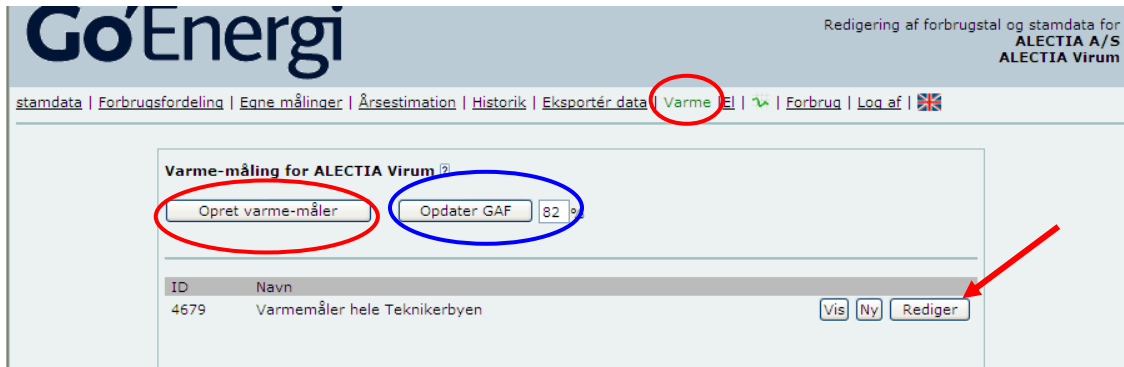 Go'Energi
Redigering af forbrugstal og stamdata for
ALECTIA A/S
ALECTIA Virum
stamdata | Forbrugsfordeling | Egne målinger | Årsestimation | Historik | Eksportér data | Varme | El | | Forbrug | Log af |
Varme-måling for ALECTIA Virum ?
Opret varme-måler Opdater GAF 82 %
ID Navn
4679 Varmemåler hele Teknikerbyen Vis Ny Rediger